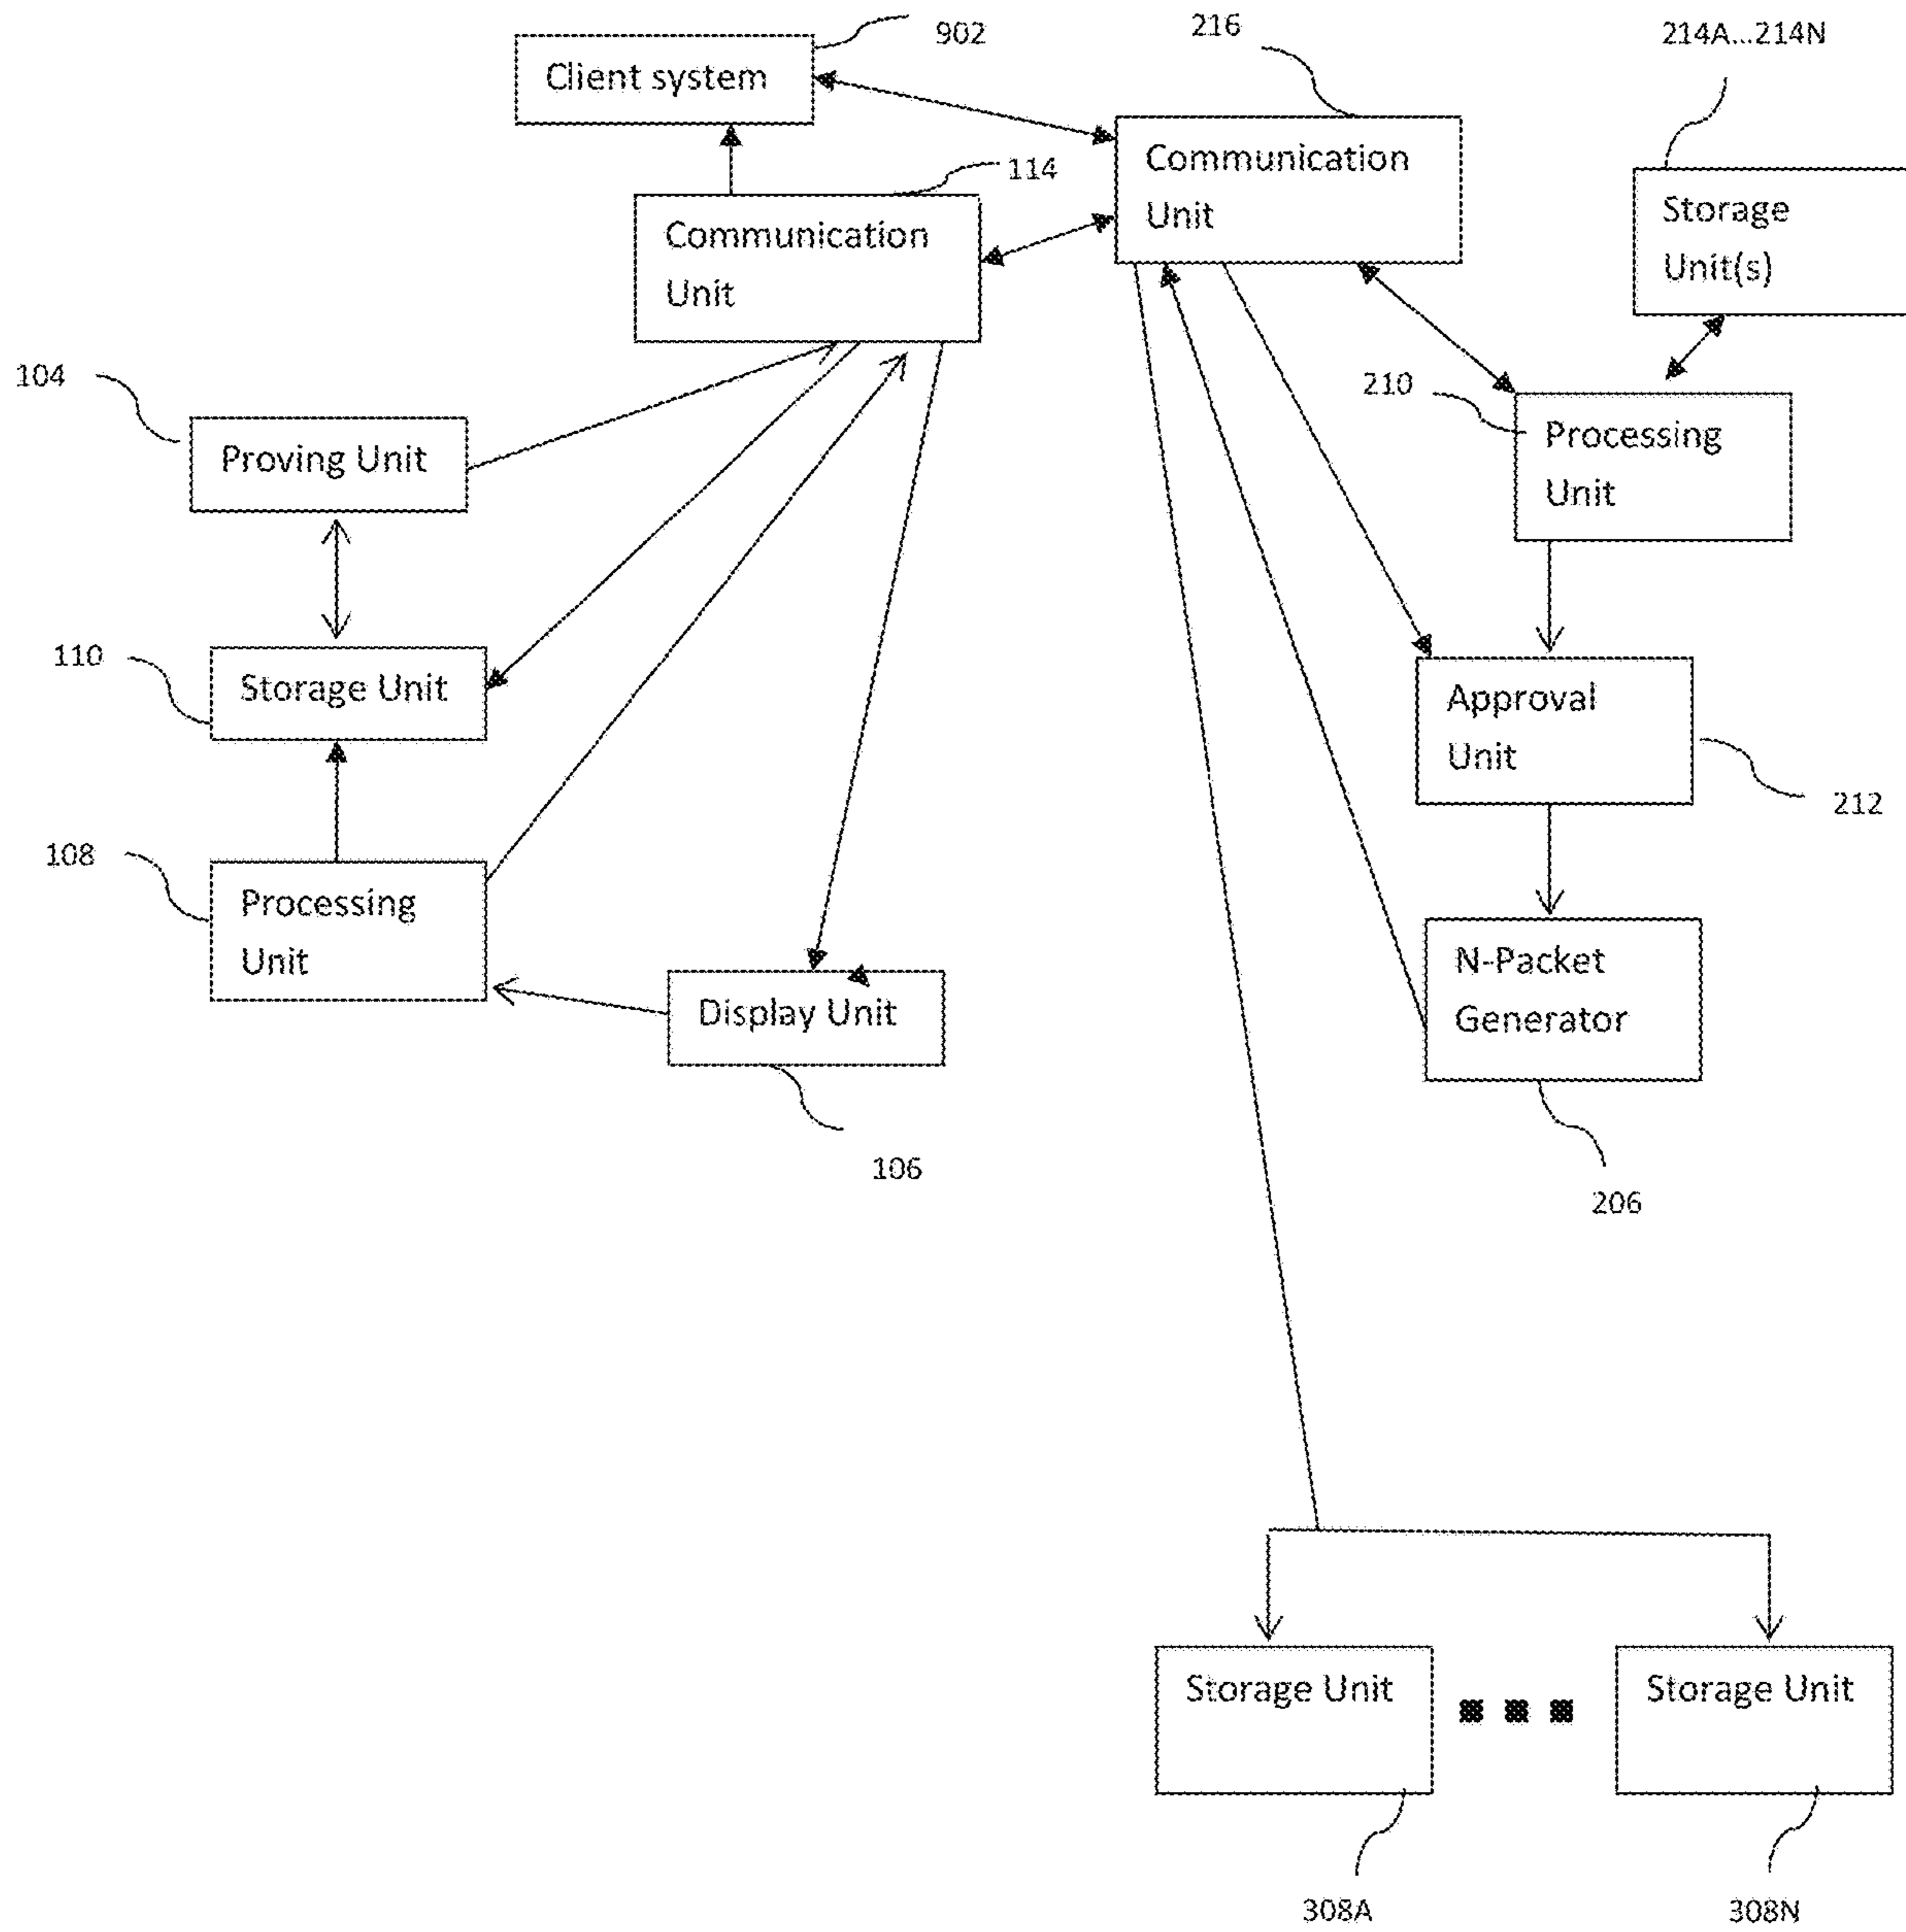 902
216
214A...214N
Client system
114
Communication
Unit
Storage
Unit(s)
Communication
Unit
104
210
Proving Unit
Processing
Unit
110
Storage Unit
Approval
Unit
212
108
Processing
Unit
N-Packet
Generator
Display Unit
106
206
Storage Unit
Storage Unit
308A
308N